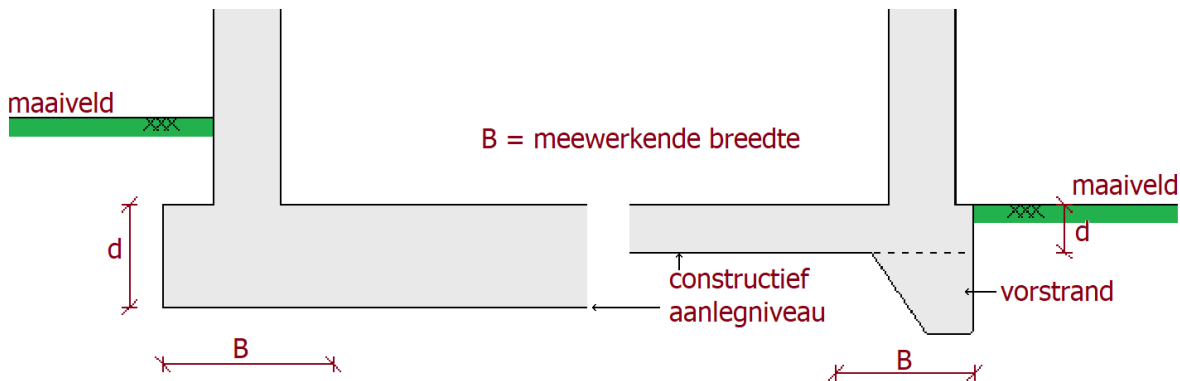 maaiveld
B = meewerkende breedte
maaiveld
d
d
constructief
aanlegniveau
vorstrand
B
B